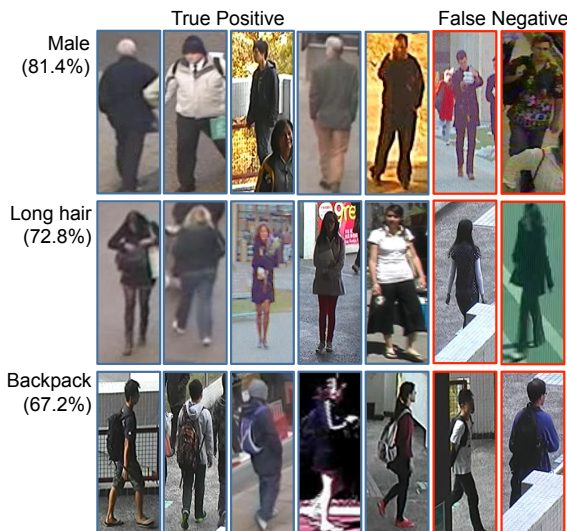 True Positive False Negative
Male
(81.4%)
Long hair
(72.8%)
Backpack
(67.2%)